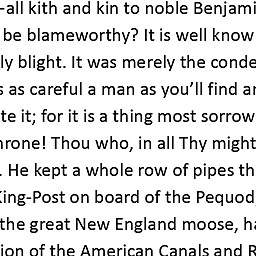 -all kith and kin to noble Benjami
be blameworthy? It is well know
ly blight. It was merely the conde
s as careful a man as you’ll find an
te it; for it is a thing most sorrow
hrone! Thou who, in all Thy might
. He kept a whole row of pipes th
King-Post on board of the Pequod,
the great New England moose, ha
ion of the American Canals and R